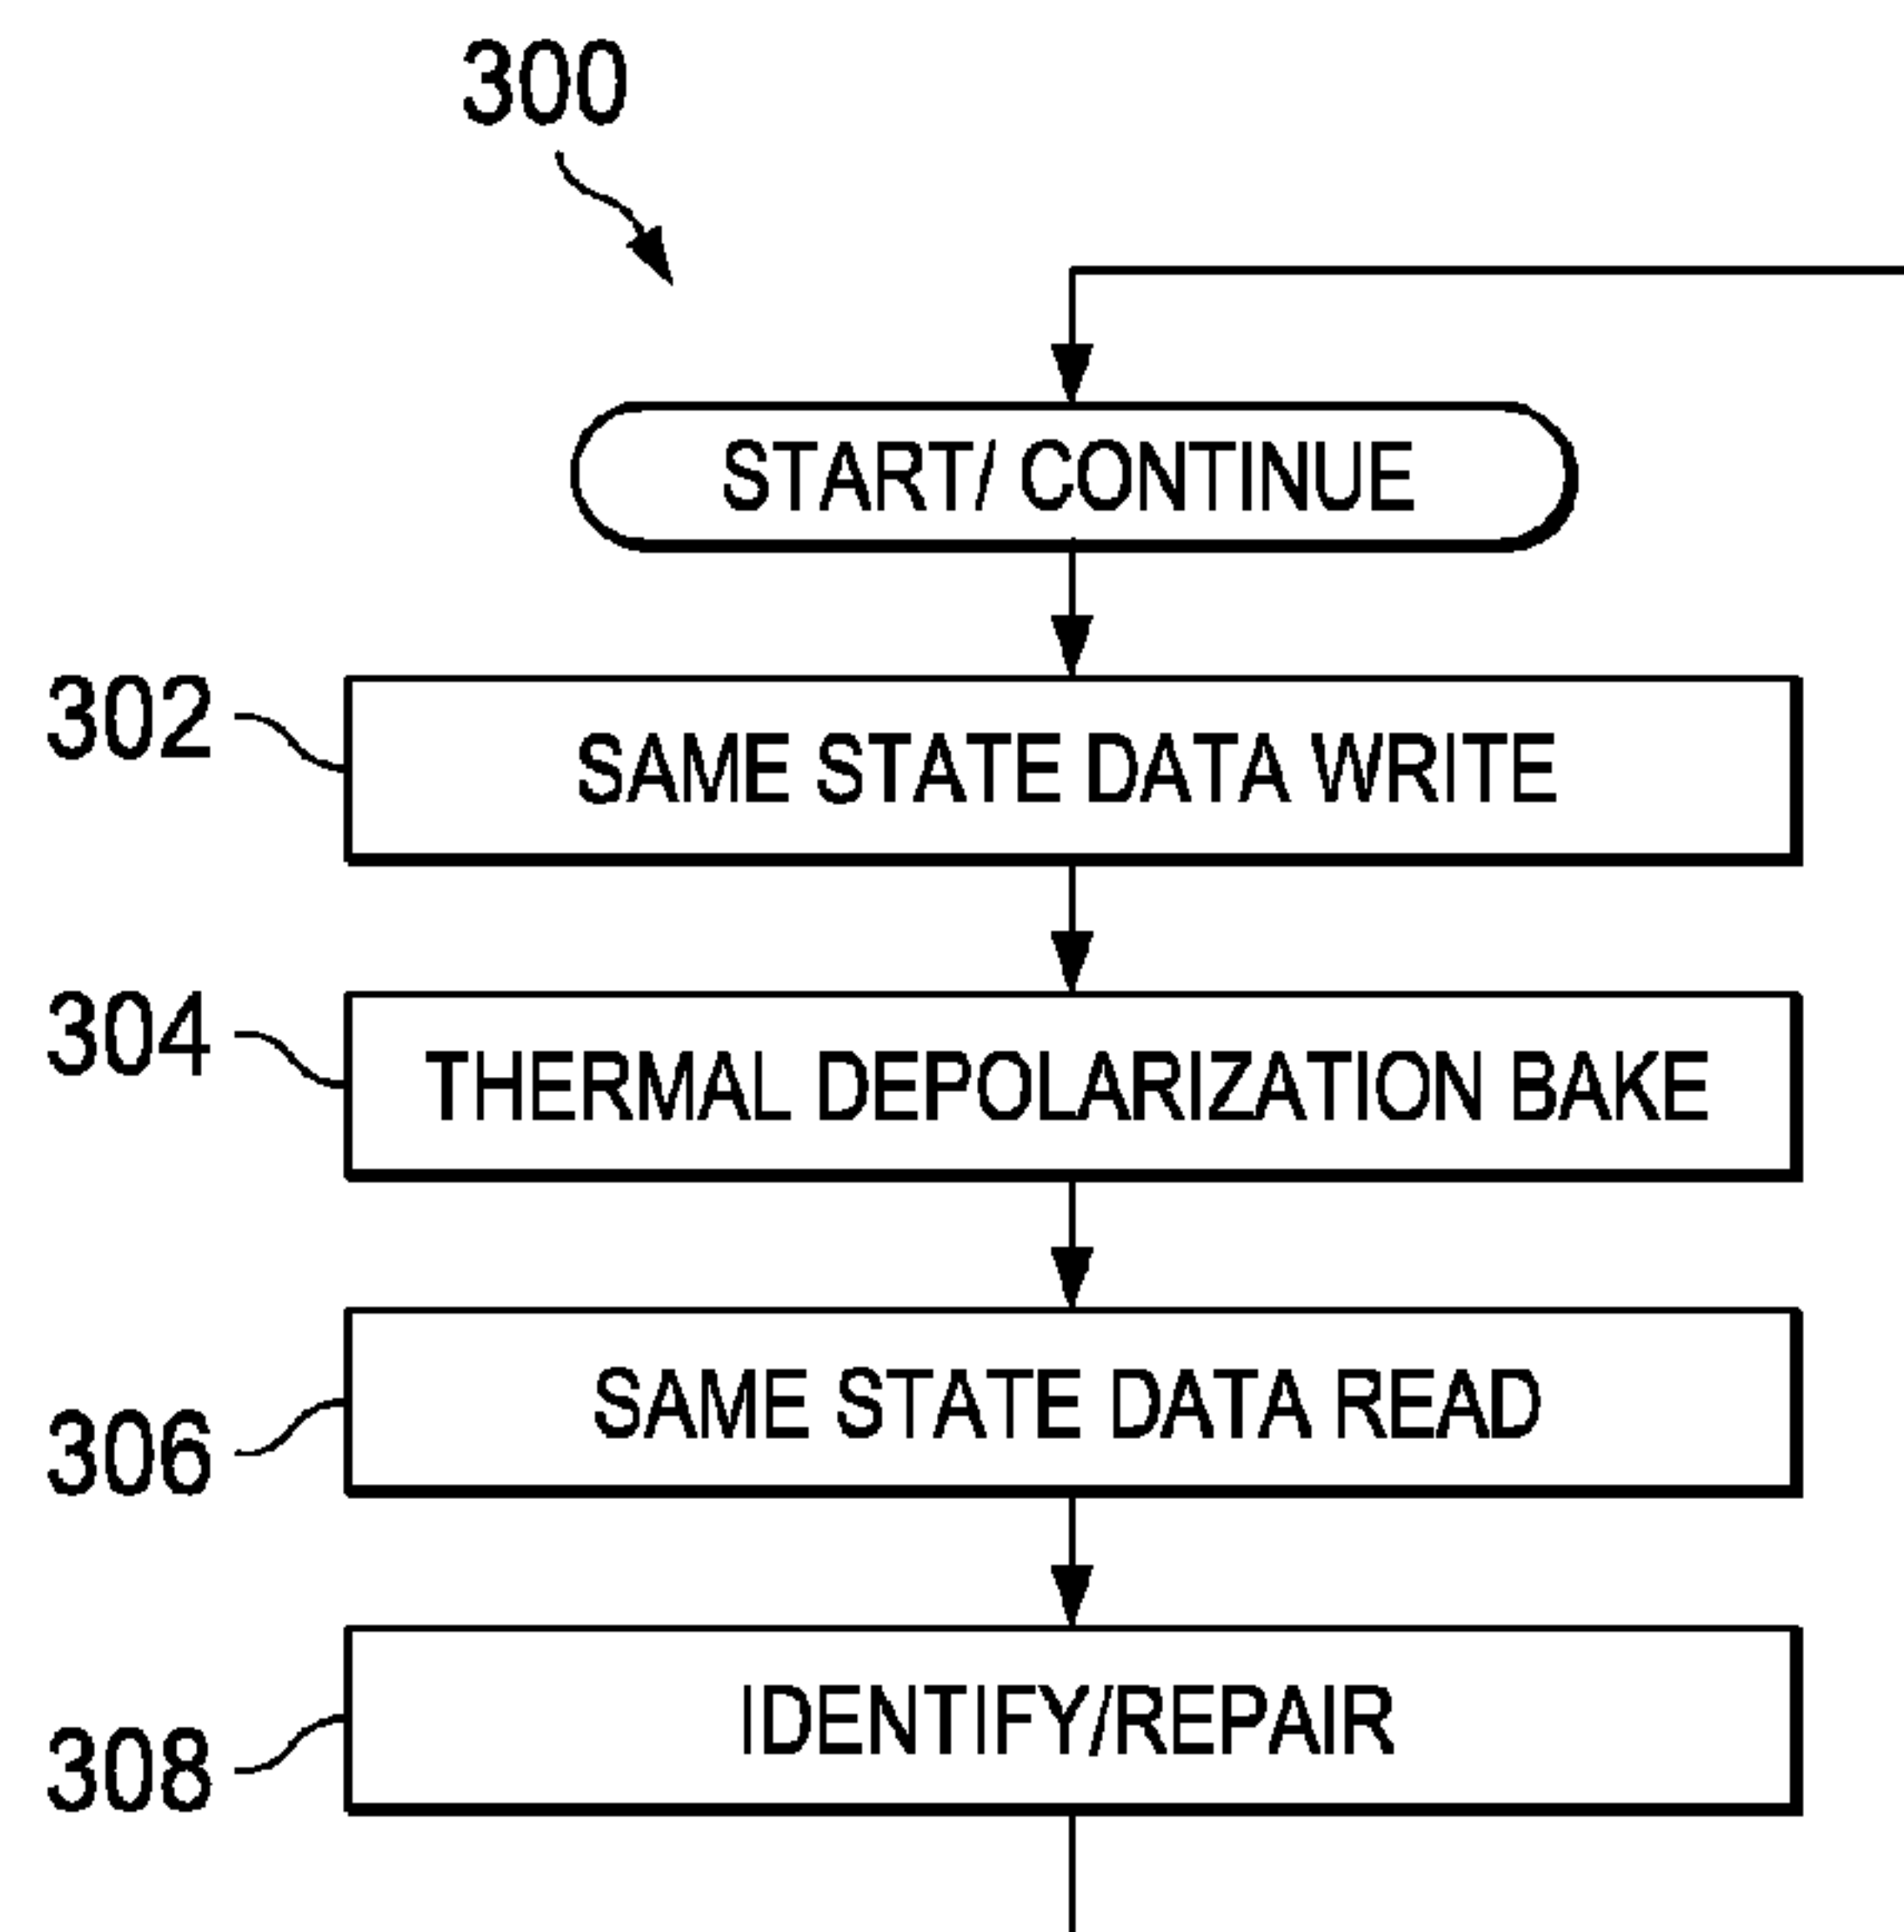 300
START/ CONTINUE
302
SAME STATE DATA WRITE
304
THERMAL DEPOLARIZATION BAKE
306
SAME STATE DATA READ
308
IDENTIFY/REPAIR